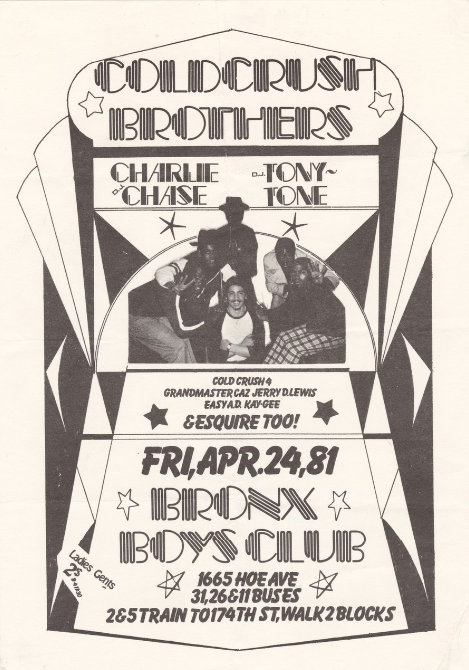 COLD CRUSH
BROTHERS
CHARLIE
DJ CHASE
DJ TONY~
TONE
COLD CRUSH 4
GRANDMASTER CAZ JERRY D. LEWIS
EASY A.D. KAY-GEE
& ESQUIRE TOO!
FRI, APR. 24, 81
BRONX
BOYS CLUB
Ladies Gents
1665 HOE AVE
31, 26 & 11 BUSES
2 & 5 TRAIN TO 174TH ST, WALK 2 BLOCKS